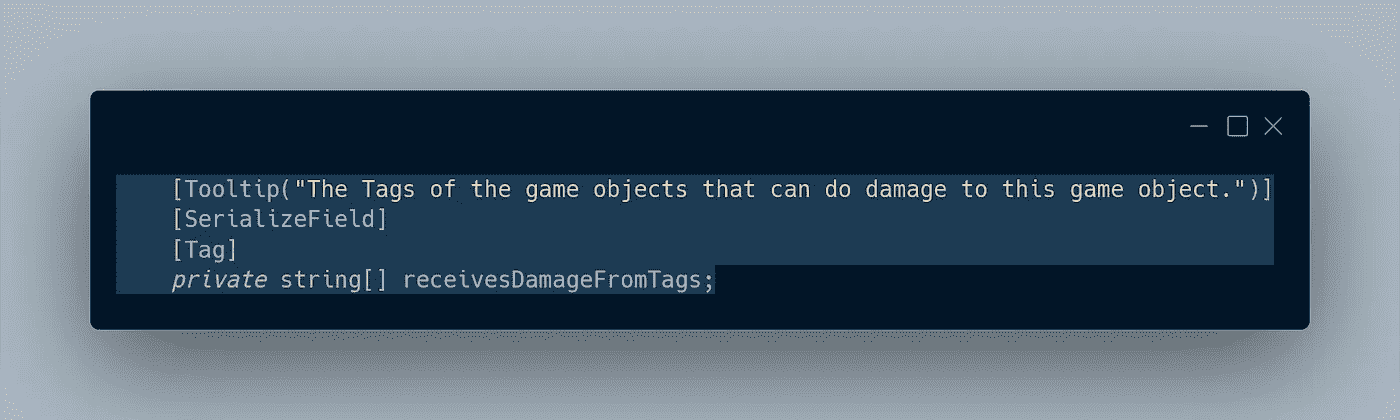 [Tooltip("The Tags of the game objects that can do damage to this game object.")]
[SerializeField]
[Tag]
private string[] receivesDamageFromTags;